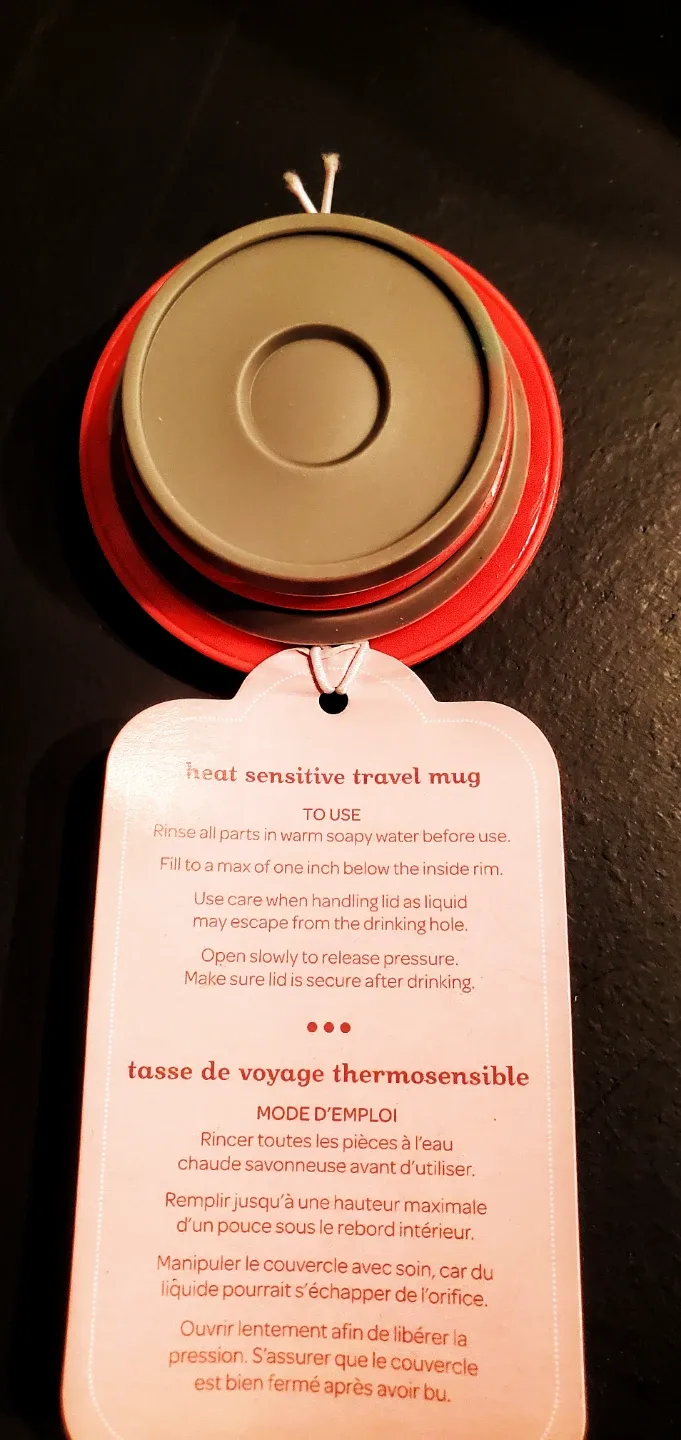 heat sensitive travel mug
TO USE
Rinse all parts in warm soapy water before use.
Fill to a max of one inch below the inside rim.
Use care when handling lid as liquid
may escape from the drinking hole.
Open slowly to release pressure.
Make sure lid is secure after drinking.
tasse de voyage thermosensible
MODE D'EMPLOI
Rincer toutes les pièces à l'eau
chaude savonneuse avant d'utiliser.
Remplir jusqu'à une hauteur maximale
d'un pouce sous le rebord intérieur.
Manipuler le couvercle avec soin, car du
liquide pourrait s'échapper de l'orifice.
Ouvrir lentement afin de libérer la
pression. S'assurer que le couvercle
est bien fermé après avoir bu.